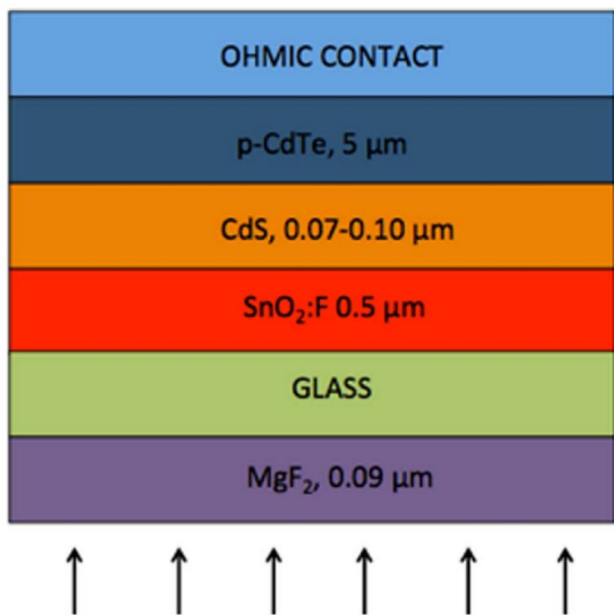 OHMIC CONTACT
p-CdTe, 5 μm
CdS, 0.07-0.10 μm
SnO₂:F 0.5 μm
GLASS
MgF₂, 0.09 μm